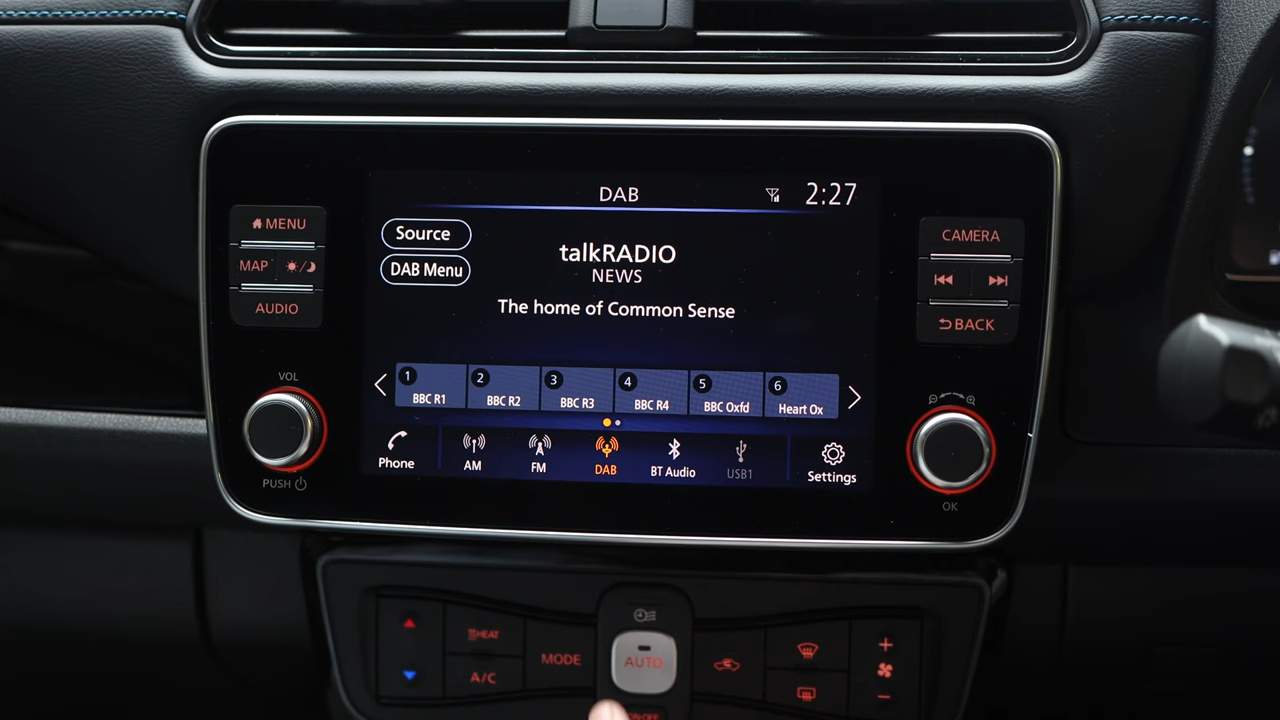 DAB
2:27
Source
DAB Menu
talkRADIO
NEWS
The home of Common Sense
1
BBC R1
2
BBC R2
3
BBC R3
4
BBC R4
5
BBC Oxfd
6
Heart Ox
Phone
AM
FM
DAB
BT Audio
USB1
Settings
MENU
MAP
AUDIO
VOL
PUSH
CAMERA
BACK
OK
HEAT
A/C
MODE
AUTO